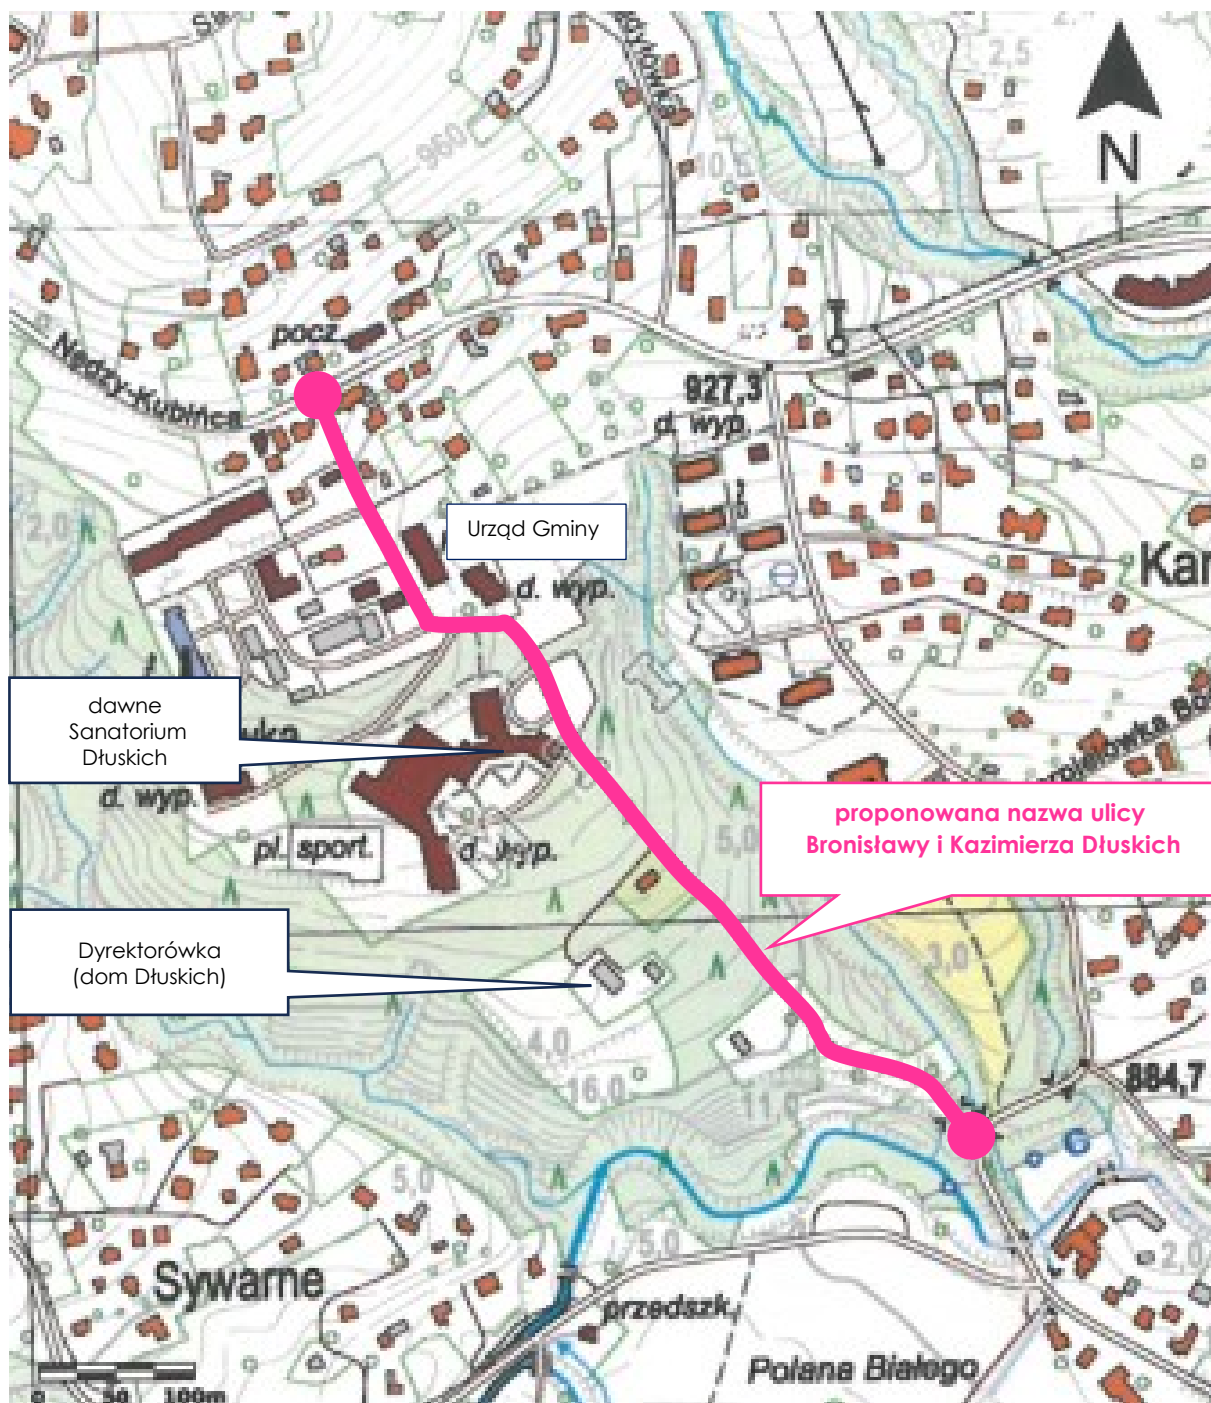 2,5
N
960
10,5
pocz.
Nędzy-Kubińca
927,3
d. wyp.
2,0
Urząd Gminy
d. wyp.
Kar
dawne
Sanatorium
Dłuskich
d. wyp.
pl. sport.
d. wyp.
5,0
proponowana nazwa ulicy
Bronisławy i Kazimierza Dłuskich
Dyrektorówka
(dom Dłuskich)
3,0
4,0
16,0
11,0
884,7
5,0
5,0
2,0
Sywarne
przedszk.
Polana Białego
0 50 100m